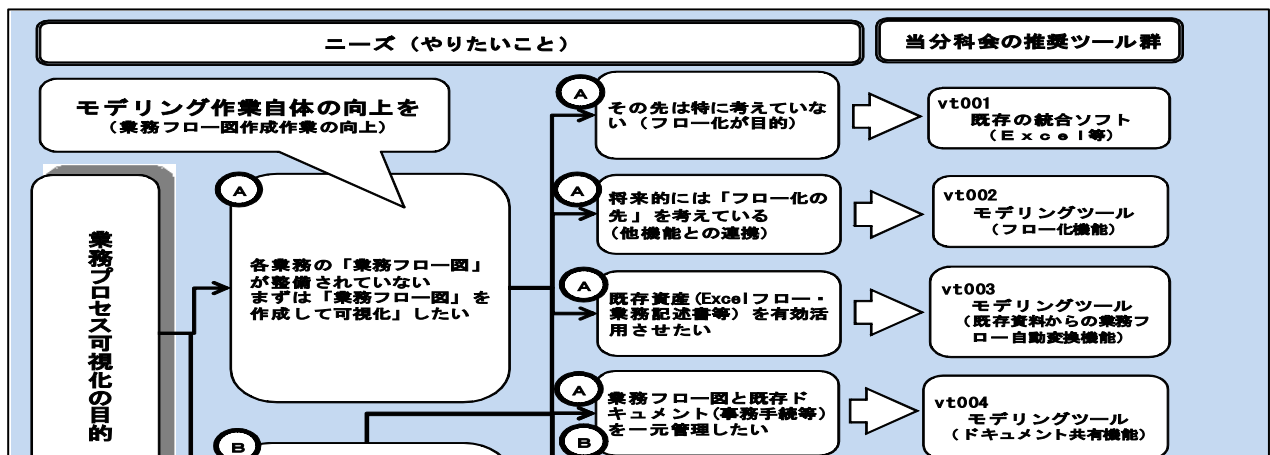 ニーズ（やりたいこと）
当分科会の推奨ツール群
モデリング作業自体の向上を
（業務フロー図作成作業の向上）
業務プロセス可視化の目的
A
各業務の「業務フロー図」
が整備されていない
まずは「業務フロー図」を
作成して可視化」したい
B
A
その先は特に考えていな
い（フロー化が目的）
vt001
既存の統合ソフト
（Ｅｘｃｅｌ等）
A
将来的には「フロー化の
先」を考えている
（他機能との連携）
vt002
モデリングツール
（フロー化機能）
A
既存資産(Excelフロー・
業務記述書等）を有効活
用させたい
vt003
モデリングツール
（既存資料からの業務フ
ロー自動変換機能）
A
業務フロー図と既存ド
キュメント（事務手続等）
を一元管理したい
B
vt004
モデリングツール
（ドキュメント共有機能）